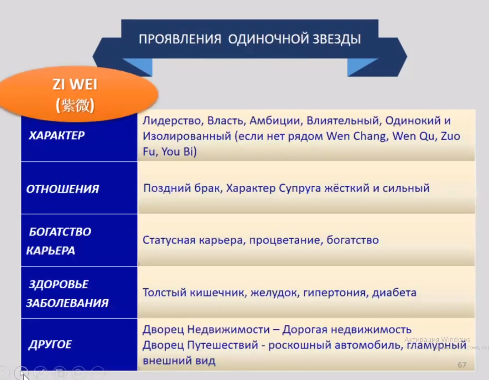 ПРОЯВЛЕНИЯ ОДИНОЧНОЙ ЗВЕЗДЫ
ZI WEI
(紫微)
ХАРАКТЕР
Лидерство, Власть, Амбиции, Влиятельный, Одинокий и
Изолированный (если нет рядом Wen Chang, Wen Qu, Zuo
Fu, You Bi)
ОТНОШЕНИЯ
Поздний брак, Характер Супруга жёсткий и сильный
БОГАТСТВО
КАРЬЕРА
Статусная карьера, процветание, богатство
ЗДОРОВЬЕ
ЗАБОЛЕВАНИЯ
Толстый кишечник, желудок, гипертония, диабета
ДРУГОЕ
Дворец Недвижимости – Дорогая недвижимость
Дворец Путешествий - роскошный автомобиль, гламурный
внешний вид
Активация Windows
67